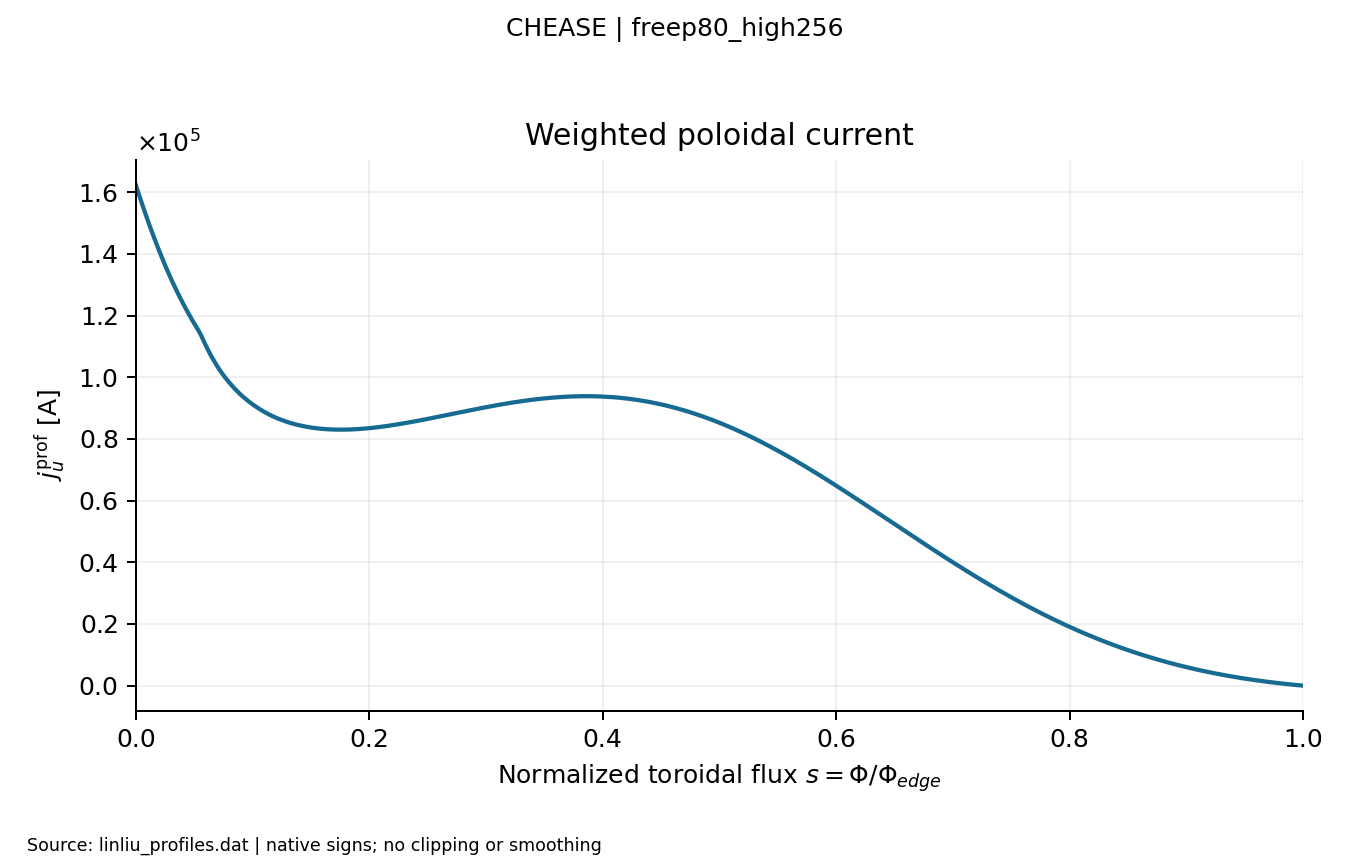 CHEASE | freep80_high256
Weighted poloidal current
×10⁵
1.6
1.4
1.2
1.0
0.8
0.6
0.4
0.2
0.0
j_u^prof [A]
0.0 0.2 0.4 0.6 0.8 1.0
Normalized toroidal flux s = Φ/Φ_edge
Source: linliu_profiles.dat | native signs; no clipping or smoothing